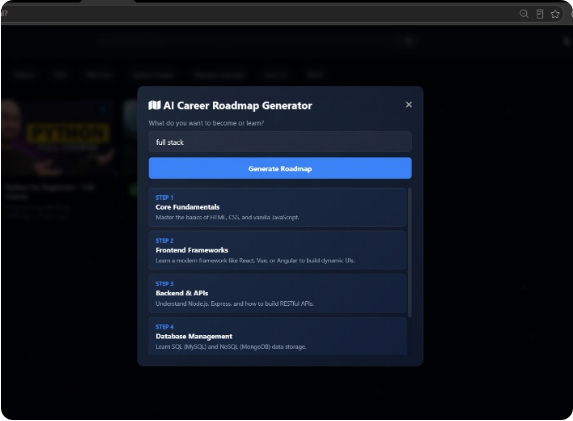 AI Career Roadmap Generator
What do you want to become or learn?
full stack
Generate Roadmap
STEP 1
Core Fundamentals
Master the basics of HTML, CSS, and vanilla JavaScript.
STEP 2
Frontend Frameworks
Learn a modern framework like React, Vue, or Angular to build dynamic UIs.
STEP 3
Backend & APIs
Understand Node.js, Express, and how to build RESTful APIs.
STEP 4
Database Management
Learn SQL (MySQL) and NoSQL (MongoDB) data storage.
PYTHON